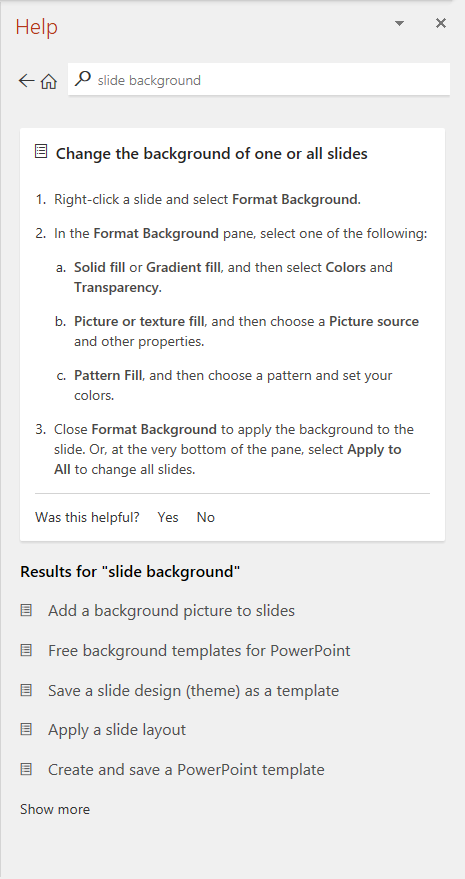 Help
slide background
Change the background of one or all slides
1. Right-click a slide and select Format Background.
2. In the Format Background pane, select one of the following:
a. Solid fill or Gradient fill, and then select Colors and
Transparency.
b. Picture or texture fill, and then choose a Picture source
and other properties.
c. Pattern Fill, and then choose a pattern and set your
colors.
3. Close Format Background to apply the background to the
slide. Or, at the very bottom of the pane, select Apply to
All to change all slides.
Was this helpful? Yes No
Results for "slide background"
Add a background picture to slides
Free background templates for PowerPoint
Save a slide design (theme) as a template
Apply a slide layout
Create and save a PowerPoint template
Show more